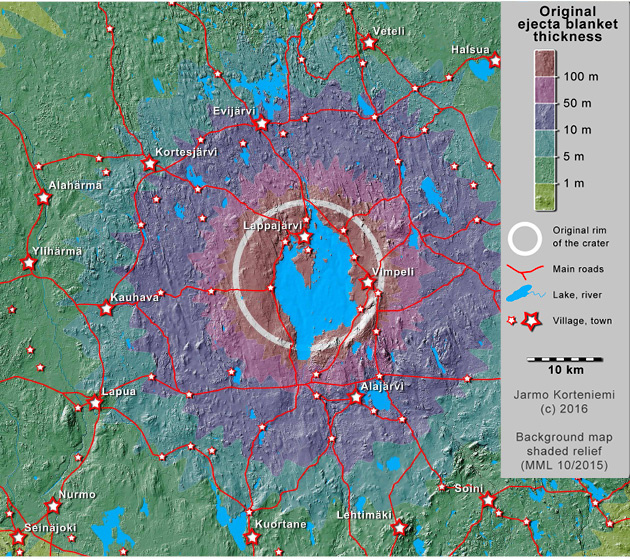 Original
ejecta blanket
thickness
100 m
50 m
10 m
5 m
1 m
Original rim
of the crater
Main roads
Lake, river
Village, town
10 km
Jarmo Korteniemi
(c) 2016
Background map
shaded relief
(MML 10/2015)
Veteli
Halsua
Evijärvi
Kortesjärvi
Alahärmä
Lappajärvi
Ylihärmä
Vimpeli
Kauhava
Alajärvi
Lapua
Soini
Nurmo
Lehtimäki
Seinäjoki
Kuortane